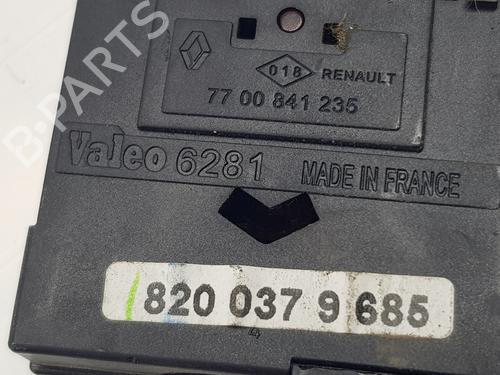 B-PARTS
018 RENAULT
77 00 841 235
Valeo 6281 MADE IN FRANCE
820 037 9 685